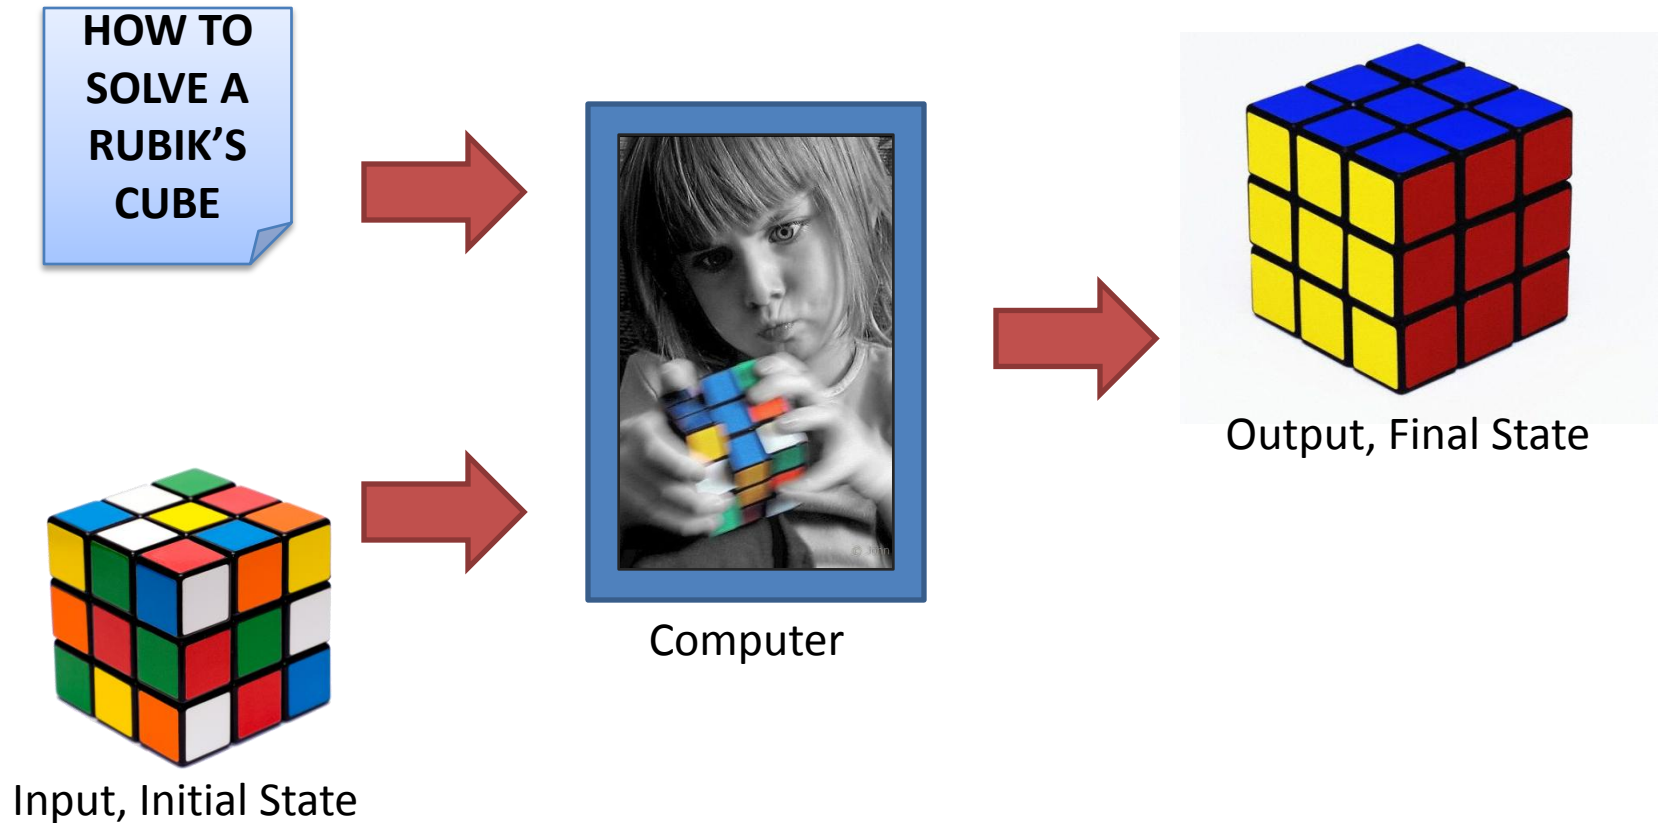 HOW TO
SOLVE A
RUBIK’S
CUBE
Output, Final State
Computer
Input, Initial State